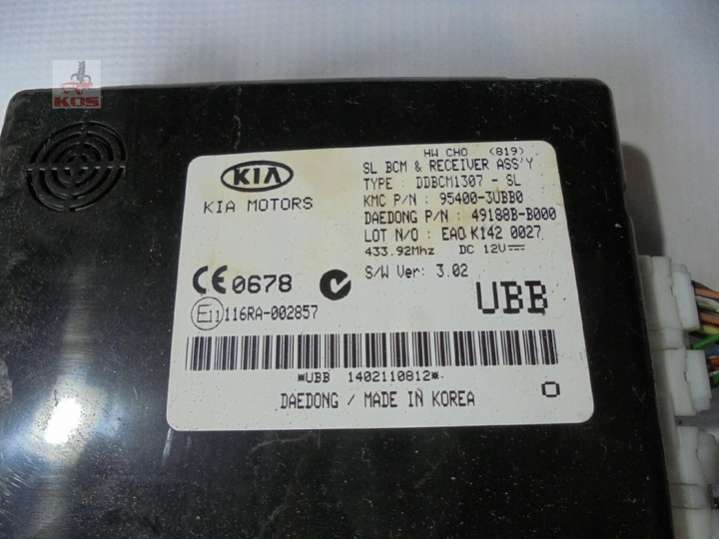 KOS
HW CHO (819)
KIA
KIA MOTORS
SL BCM & RECEIVER ASS'Y
TYPE : DDBCM1307 - SL
KMC P/N : 95400-3UBB0
DAEDONG P/N : 49188B-B000
LOT N/O : EAO K142 0027
433.92Mhz DC 12V
S/W Ver: 3.02
CE 0678
E11 116RA-002857
UBB
*UBB 1402110812*
DAEDONG / MADE IN KOREA